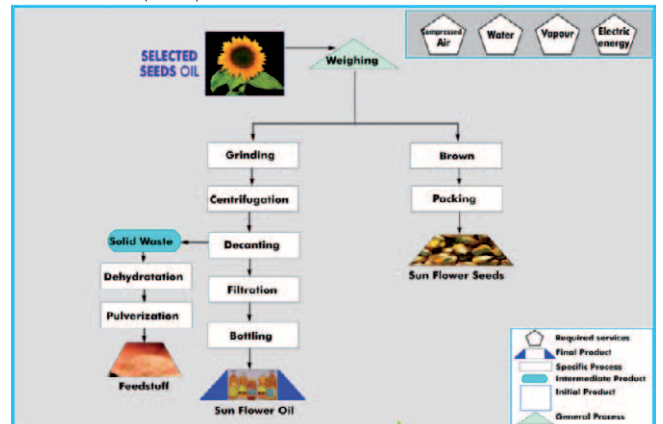 Compressed
Air
Water
Vapour
Electric
energy
SELECTED
SEEDS OIL
Weighing
Grinding
Brown
Centrifugation
Packing
Solid Waste
Decanting
Sun Flower Seeds
Dehydratation
Filtration
Pulverization
Bottling
Feedstuff
Sun Flower Oil
Required services
Final Product
Specific Process
Intermediate Product
Initial Product
General Process